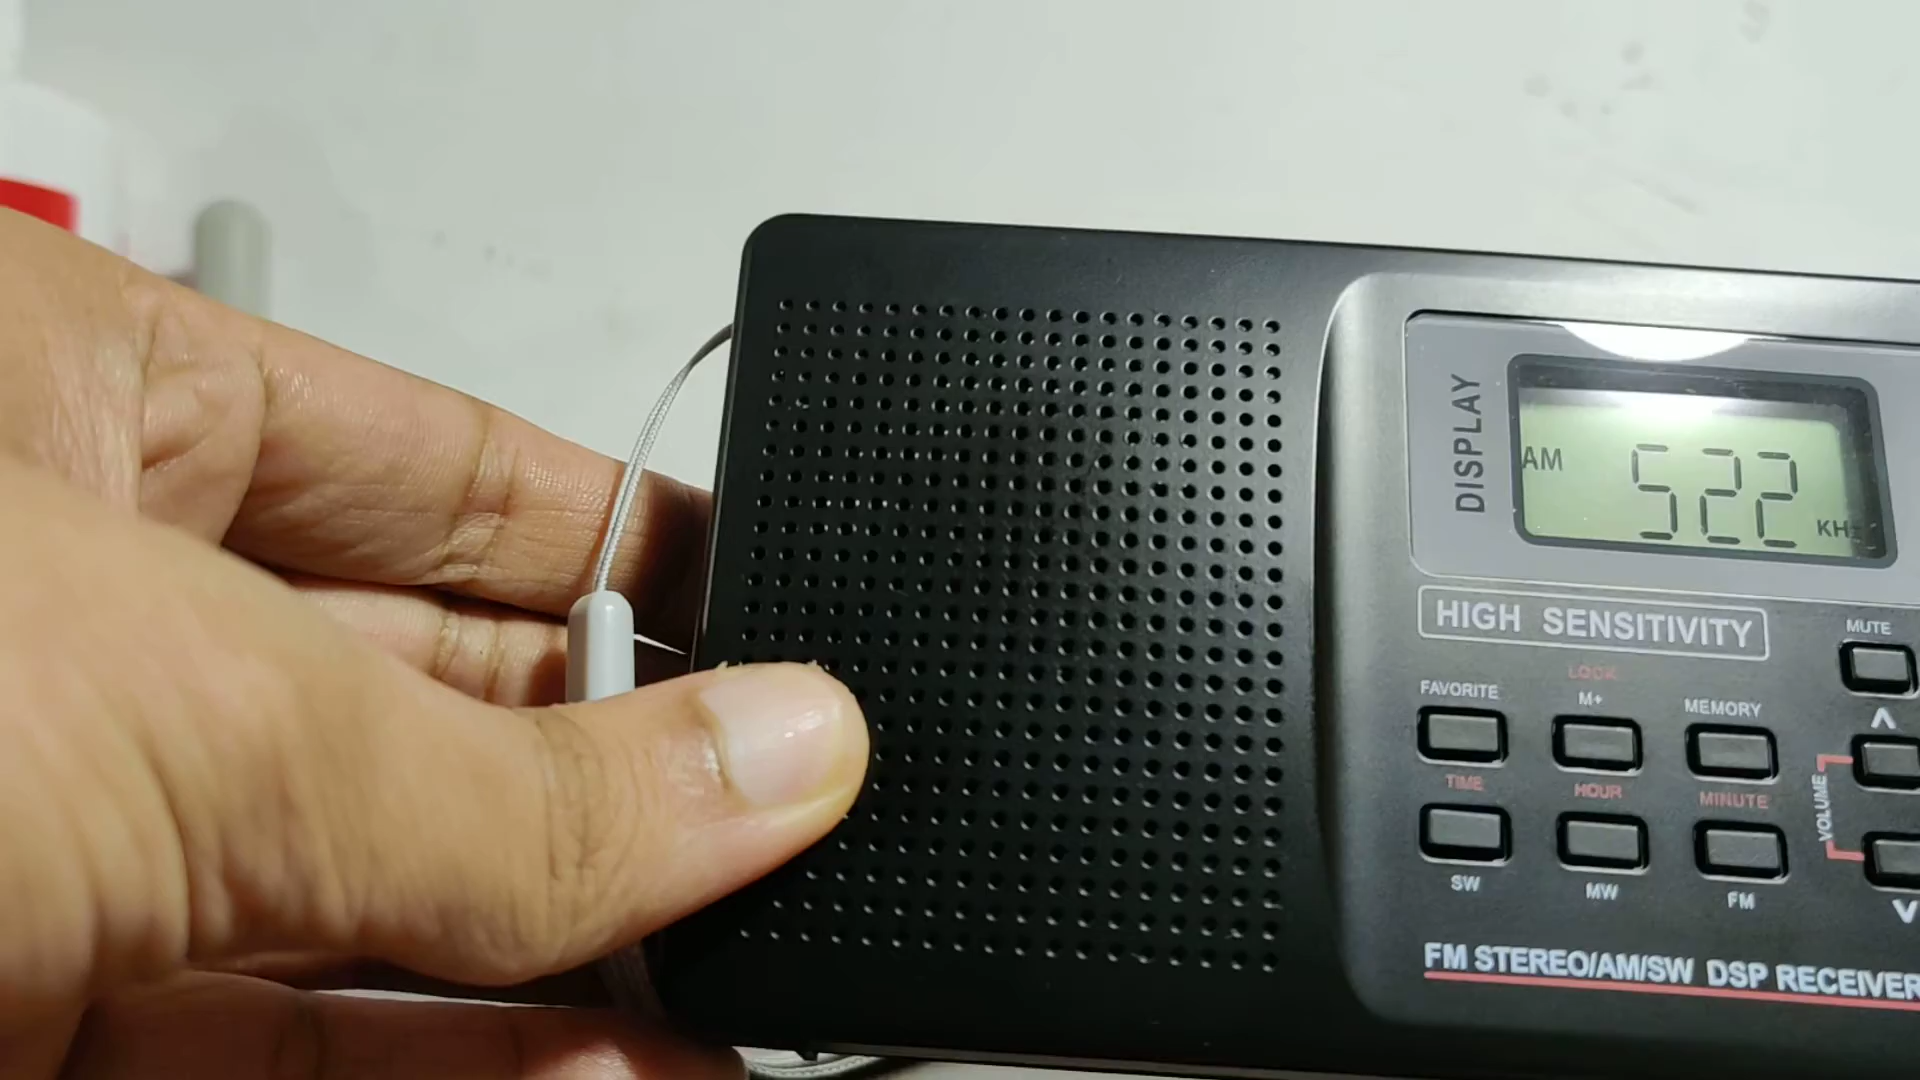 DISPLAY
AM 522 KHz
HIGH SENSITIVITY
MUTE
LOCK
FAVORITE M+ MEMORY
TIME HOUR MINUTE
VOLUME
SW MW FM
FM STEREO/AM/SW DSP RECEIVER